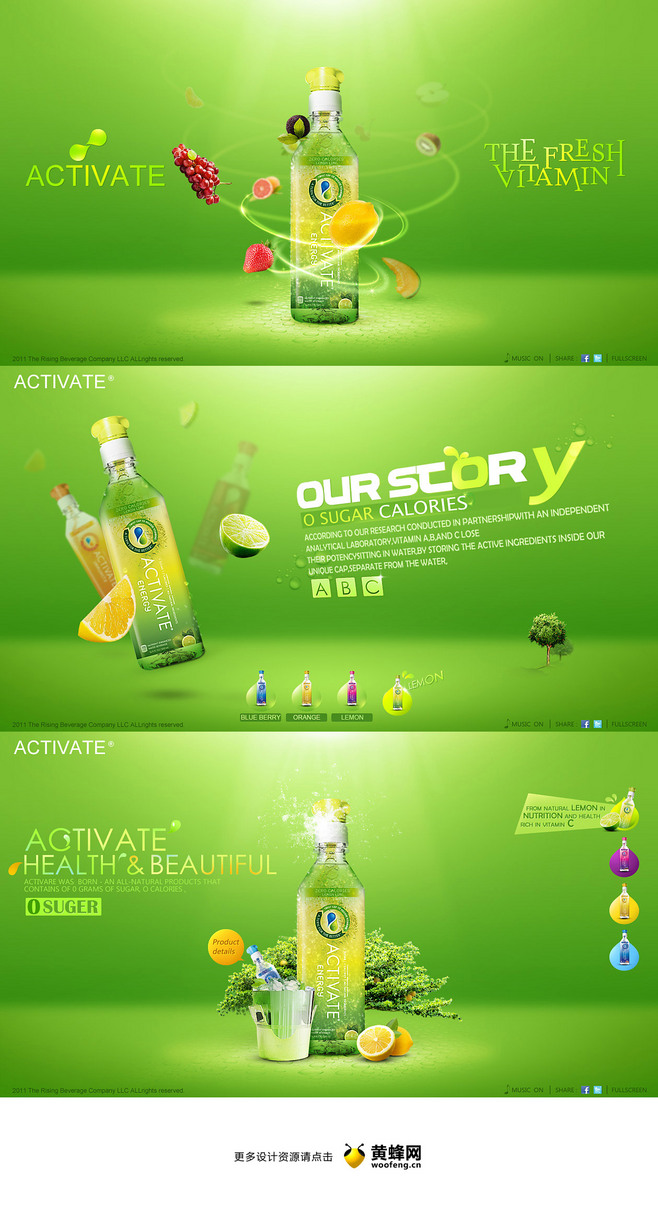 ACTIVATE
THE FRESH
VITAMIN
ACTIVATE
ENERGY
2011 The Rising Beverage Company LLC ALLrights reserved
MUSIC ON | SHARE | FULLSCREEN
ACTIVATE®
OUR STORY
0 SUGAR CALORIES
ACCORDING TO OUR RESEARCH CONDUCTED IN PARTNERSHIPWITH AN INDEPENDENT
ANALYTICAL LABORATORY,VITAMIN A,B,AND C LOSE
THEIR POTENCYSITTING IN WATER,BY STORING THE ACTIVE INGREDIENTS INSIDE OUR
UNIQUE CAP,SEPARATE FROM THE WATER,
A B C
ACTIVATE
ENERGY
BLUE BERRY
ORANGE
LEMON
LEMON
2011 The Rising Beverage Company LLC ALLrights reserved
MUSIC ON | SHARE | FULLSCREEN
ACTIVATE®
FROM NATURAL LEMON IN
NUTRITION AND HEALTH
RICH IN VITAMIN C
ACTIVATE
HEALTH & BEAUTIFUL
ACTIVARE WAS BORN - AN ALL-NATURAL PRODUCTS THAT
CONTAINS OF 0 GRAMS OF SUGAR, O CALORIES ,
0 SUGER
Product
details
ACTIVATE
ENERGY
2011 The Rising Beverage Company LLC ALLrights reserved
MUSIC ON | SHARE | FULLSCREEN
更多设计资源请点击
黄蜂网
woofeng.cn